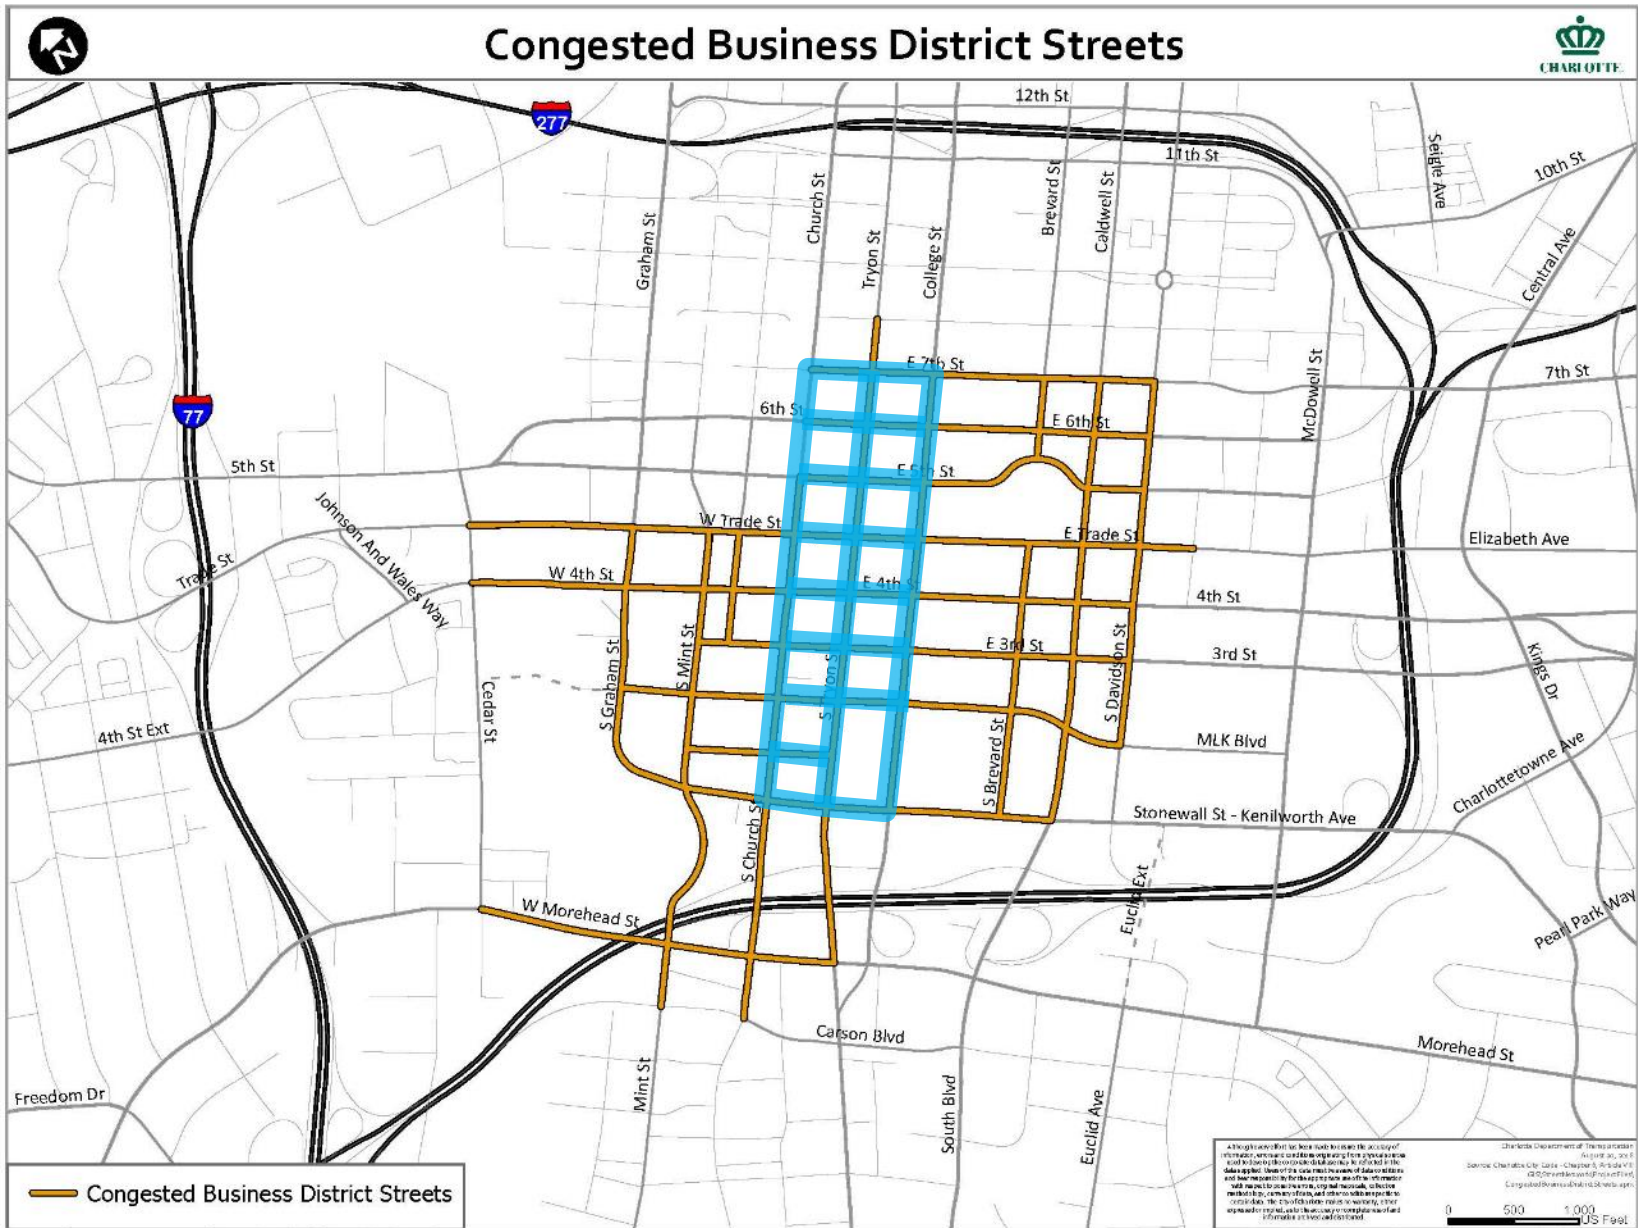 N
Congested Business District Streets
CHARLOTTE
277
12th St
11th St
Seigle Ave
10th St
Graham St
Church St
Tryon St
College St
Brevard St
Caldwell St
Central Ave
McDowell St
E 7th St
7th St
77
6th St
E 6th St
5th St
E 5th St
Johnson And Wales Way
Trade St
W Trade St
E Trade St
Elizabeth Ave
W 4th St
E 4th St
4th St
S Graham St
S Mint St
S Tryon S
E 3rd St
3rd St
S Davidson St
Kings Dr
Cedar St
4th St Ext
S Brevard St
MLK Blvd
Charlottetowne Ave
S Church St
Stonewall St - Kenilworth Ave
Euclid Ext
Pearl Park Way
W Morehead St
Carson Blvd
Morehead St
Mint St
South Blvd
Euclid Ave
Freedom Dr
Congested Business District Streets
Charlotte Department of Transportation
0 500 1,000
US Feet